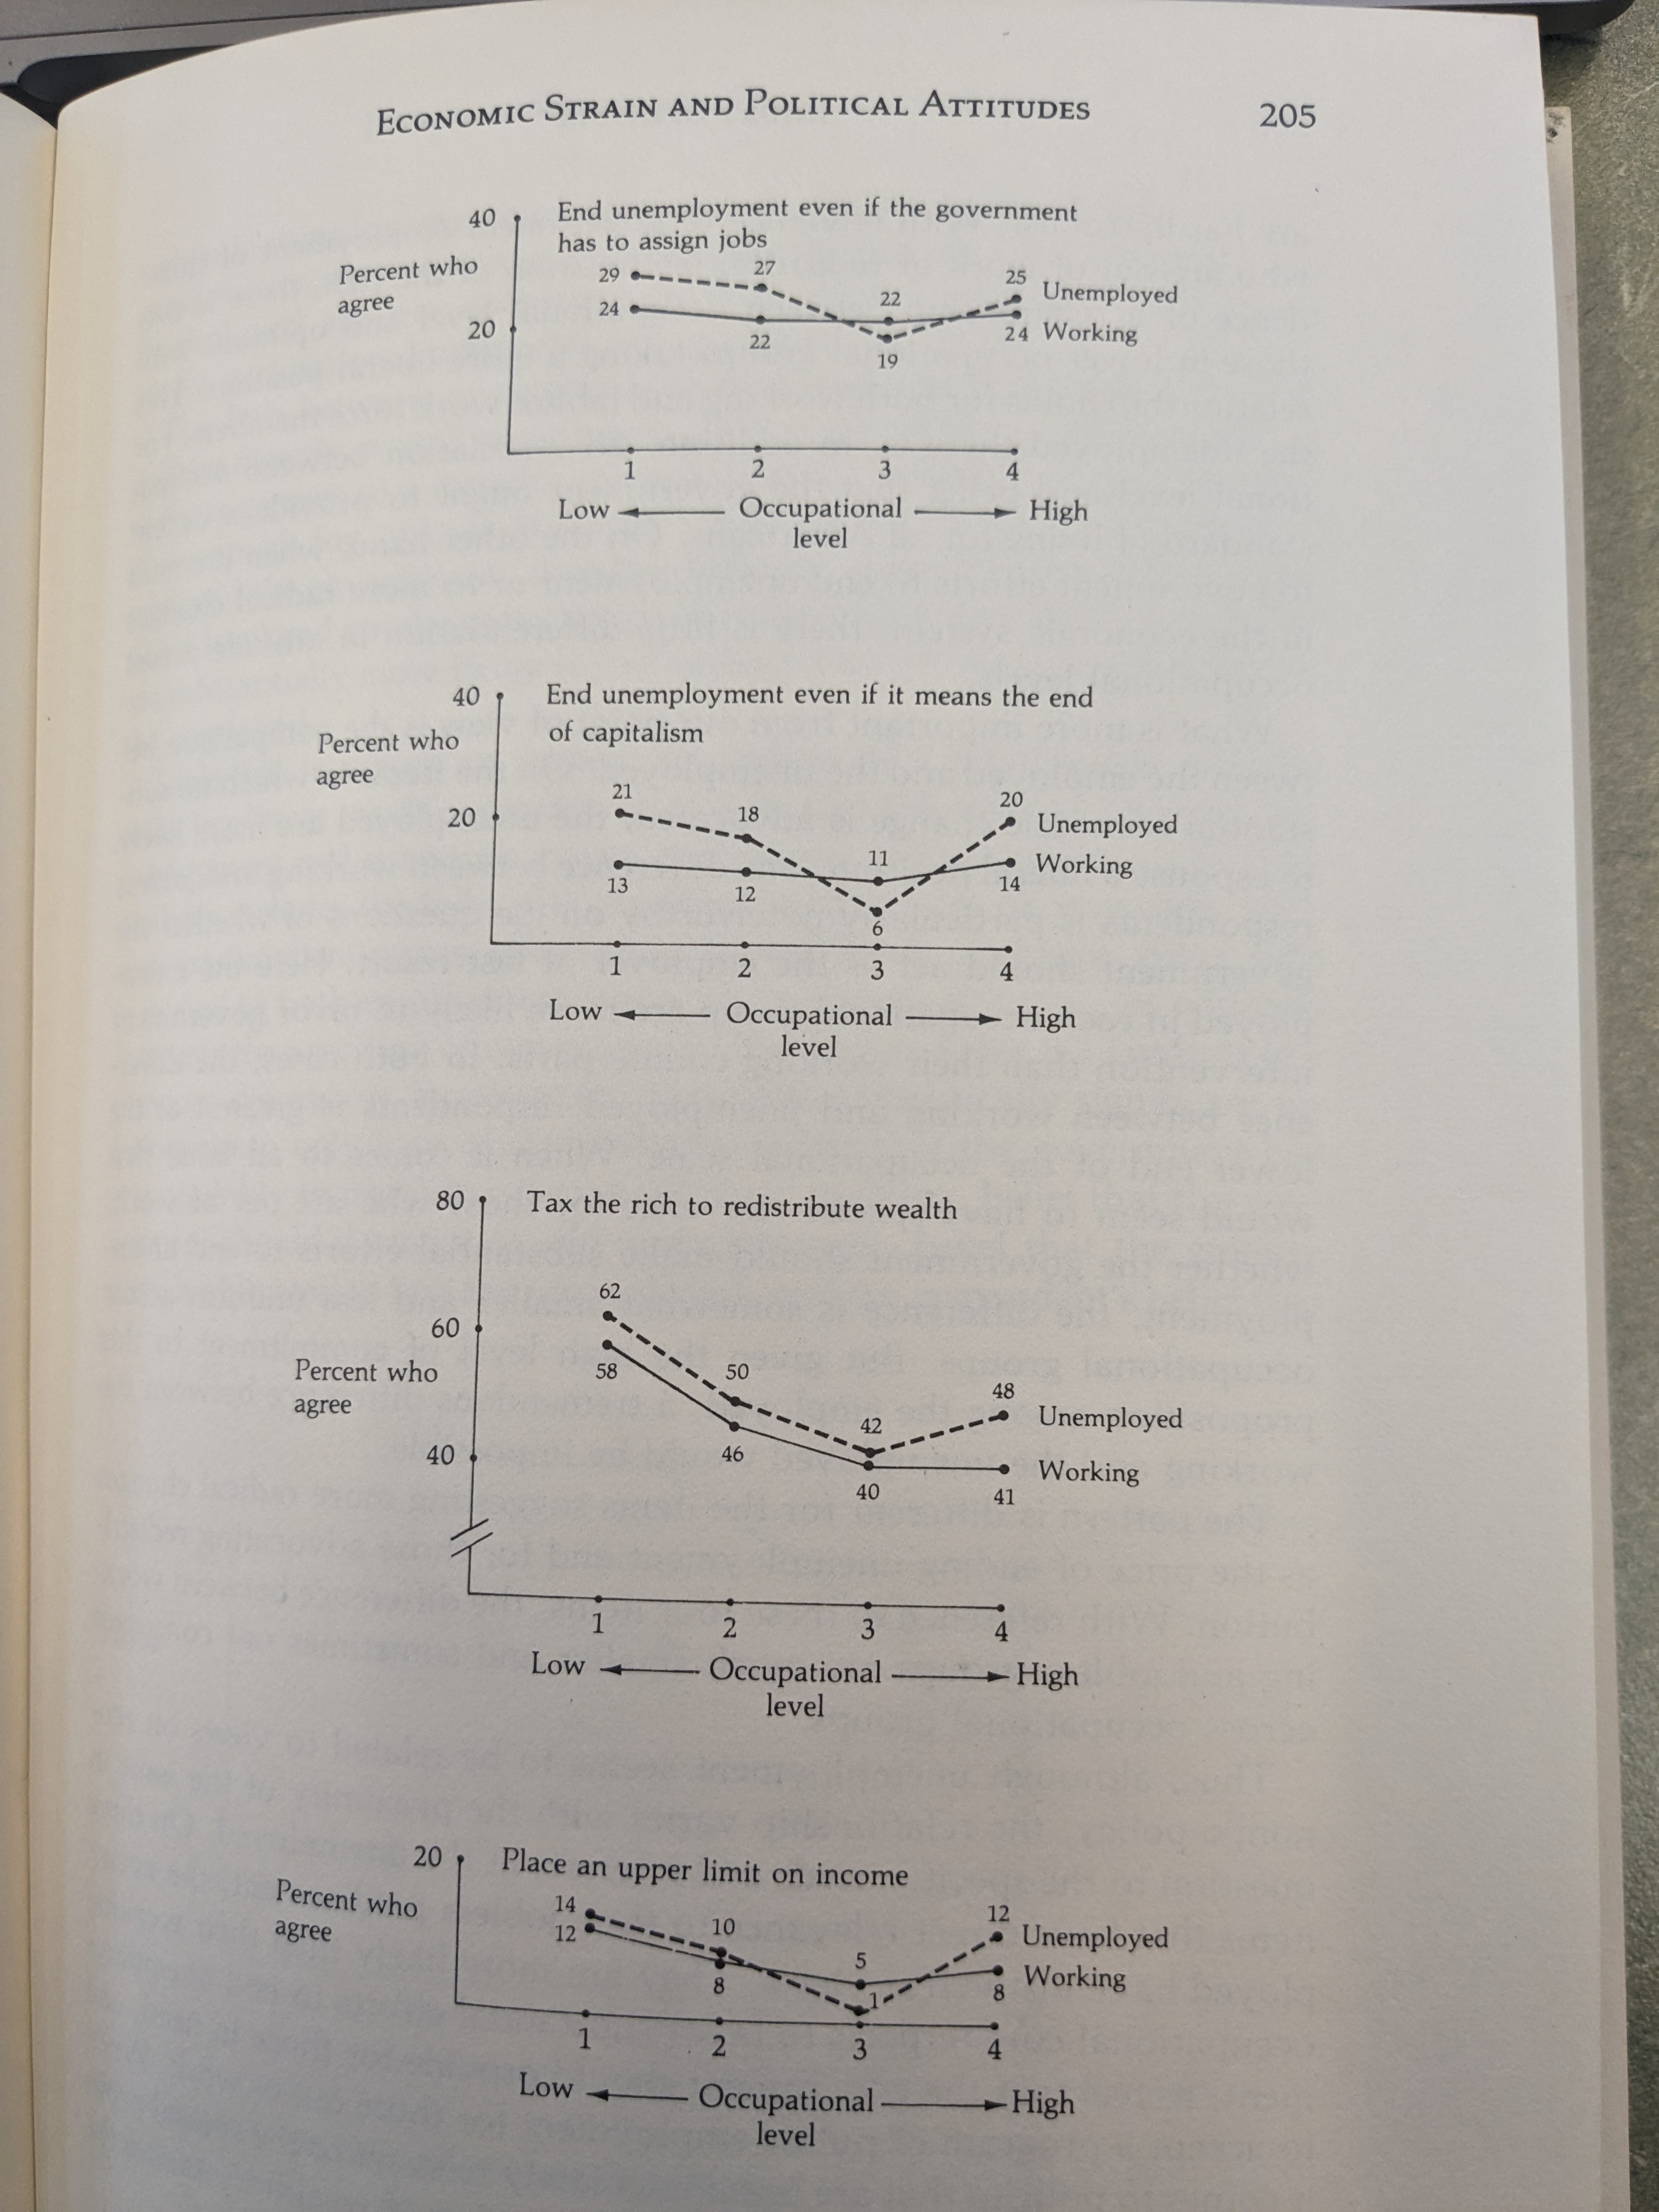 ECONOMIC STRAIN AND POLITICAL ATTITUDES 205
40 End unemployment even if the government
has to assign jobs
Percent who
agree
29 27 25 Unemployed
24 22 22 19 24 Working
20
1 2 3 4
Low Occupational High
level
40 End unemployment even if it means the end
of capitalism
Percent who
agree
20
21 18 6 20 Unemployed
13 12 11 14 Working
1 2 3 4
Low Occupational High
level
80 Tax the rich to redistribute wealth
60
Percent who
agree
40
62 50 42 48 Unemployed
58 46 40 41 Working
1 2 3 4
Low Occupational High
level
20 Place an upper limit on income
Percent who
agree
14 10 1 12 Unemployed
12 8 5 8 Working
1 2 3 4
Low Occupational High
level